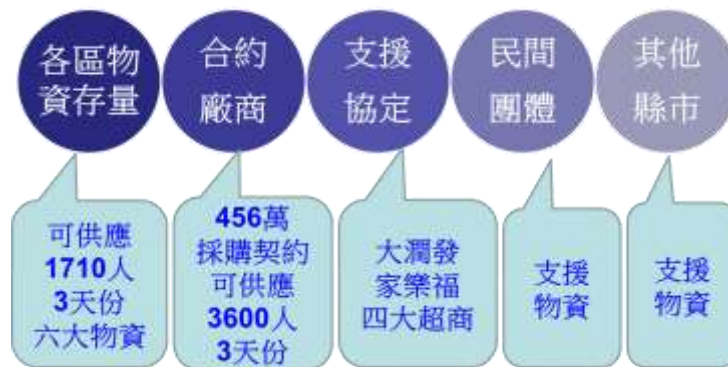 各區物
資存量
合約
廠商
支援
協定
民間
團體
其他
縣市
可供應
1710人
3天份
六大物資
456萬
採購契約
可供應
3600人
3天份
大潤發
家樂福
四大超商
支援
物資
支援
物資